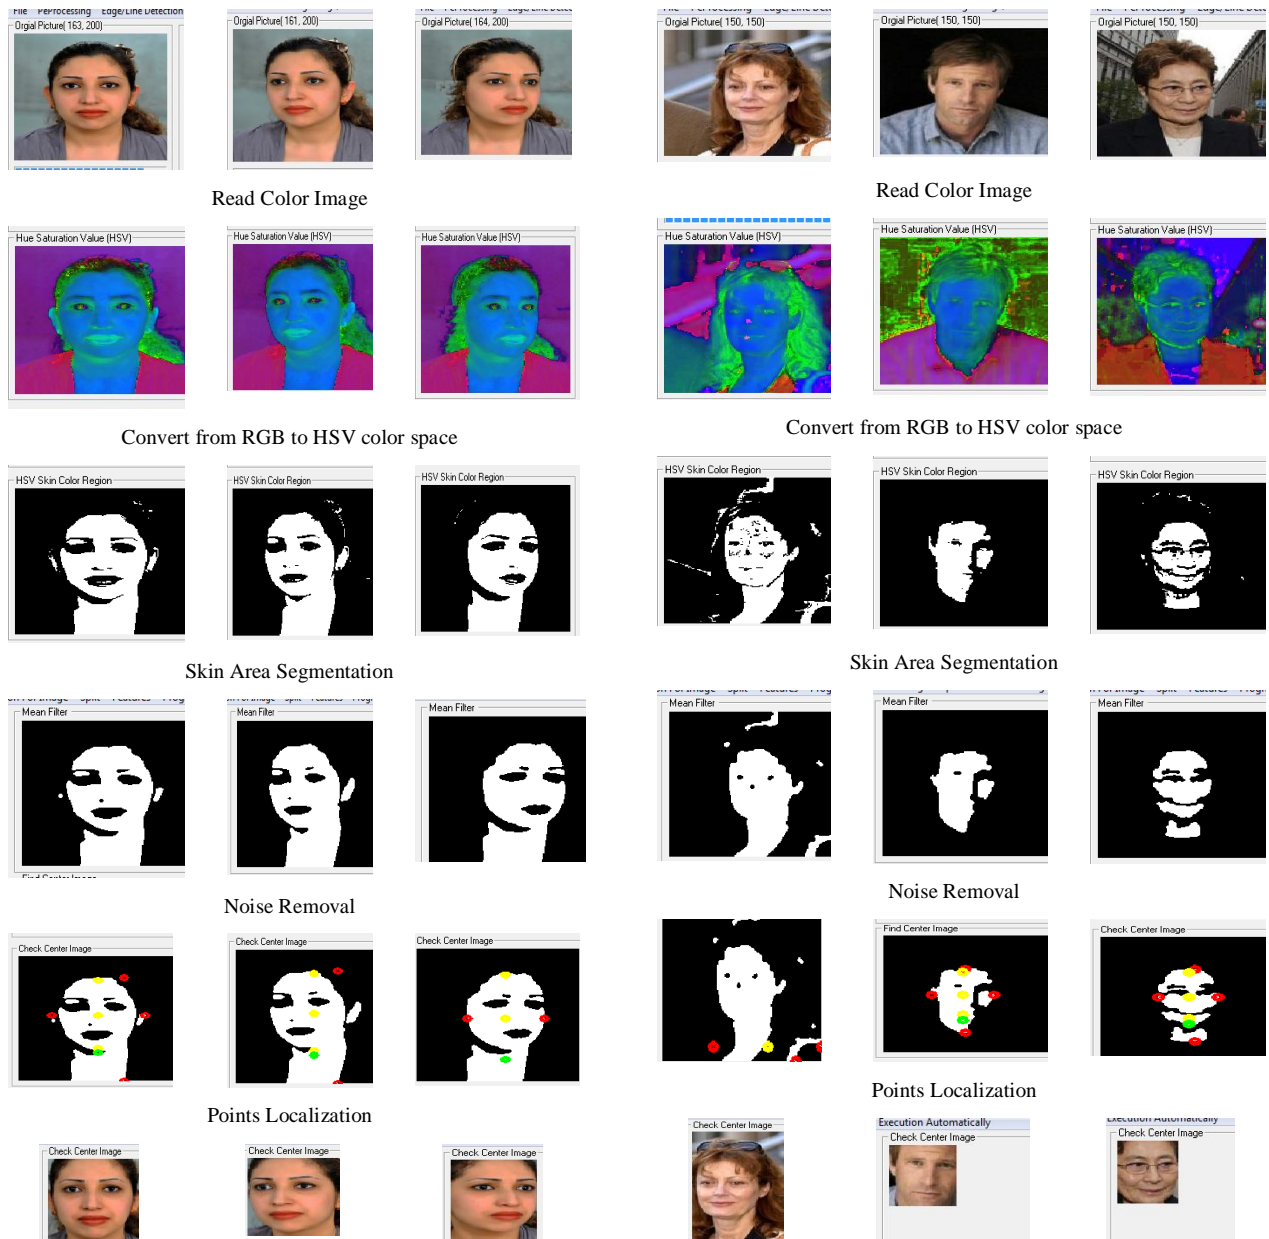 File PerProcessing Edge/Line Detection
Orgial Picture( 163, 200)
Orgial Picture( 161, 200)
Orgial Picture( 164, 200)
Orgial Picture( 150, 150)
Orgial Picture( 150, 150)
Orgial Picture( 150, 150)
Read Color Image
Read Color Image
Hue Saturation Value (HSV)
Hue Saturation Value (HSV)
Hue Saturation Value (HSV)
Hue Saturation Value (HSV)
Hue Saturation Value (HSV)
Hue Saturation Value (HSV)
Convert from RGB to HSV color space
Convert from RGB to HSV color space
HSV Skin Color Region
HSV Skin Color Region
HSV Skin Color Region
HSV Skin Color Region
HSV Skin Color Region
HSV Skin Color Region
Skin Area Segmentation
Skin Area Segmentation
Mean Filter
Mean Filter
Mean Filter
Mean Filter
Mean Filter
Mean Filter
Noise Removal
Noise Removal
Check Center Image
Check Center Image
Check Center Image
Find Center Image
Check Center Image
Points Localization
Points Localization
Check Center Image
Check Center Image
Check Center Image
Check Center Image
Execution Automatically
Check Center Image
Execution Automatically
Check Center Image